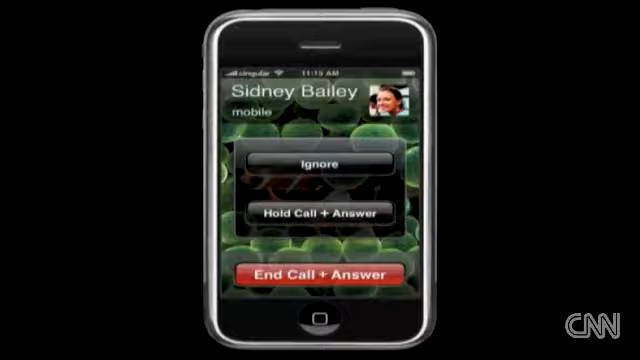 cingular 11:15 AM
Sidney Bailey
mobile
Ignore
Hold Call + Answer
End Call + Answer
CNN